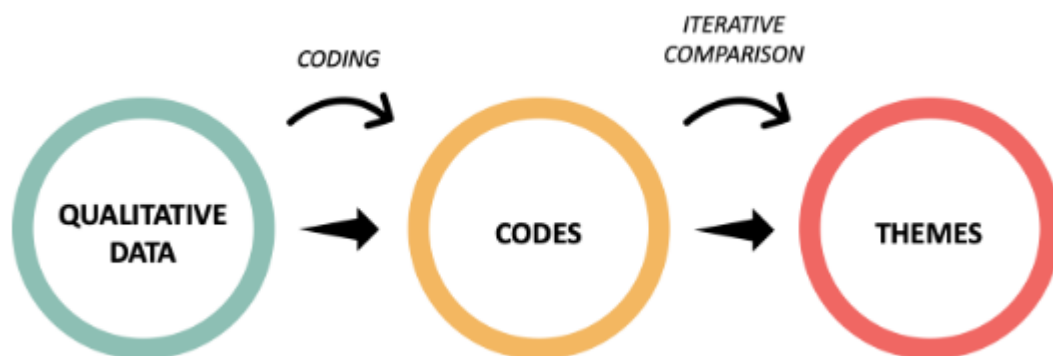 CODING
ITERATIVE
COMPARISON
QUALITATIVE
DATA
CODES
THEMES